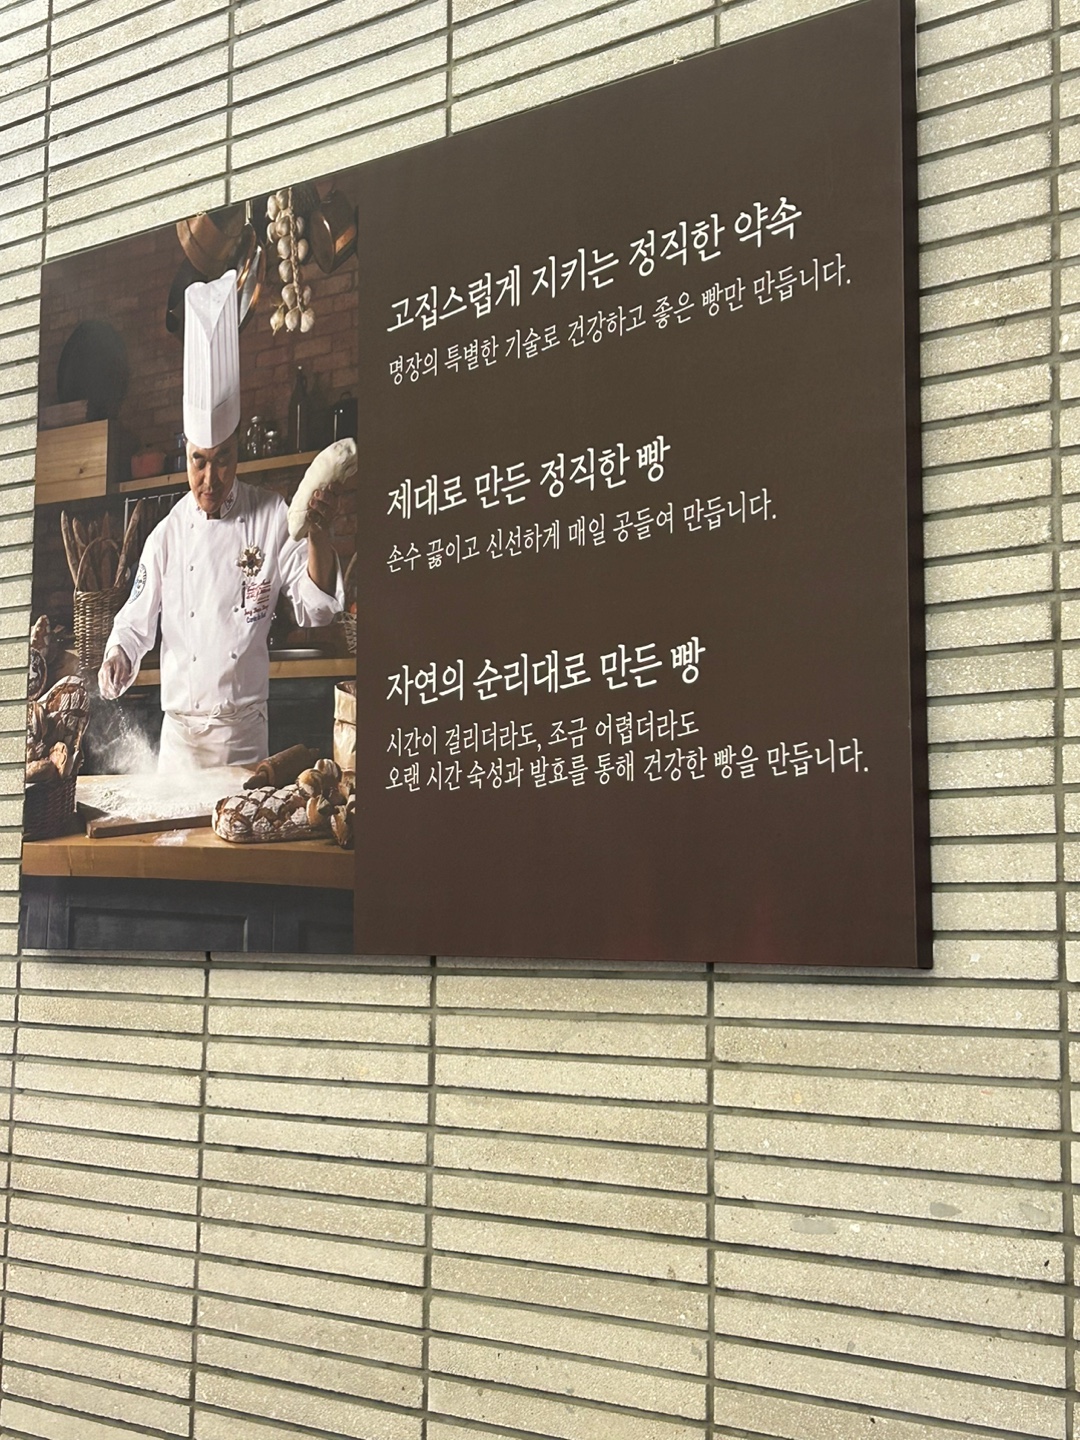 고집스럽게 지키는 정직한 약속
명장의 특별한 기술로 건강하고 좋은 빵만 만듭니다.
제대로 만든 정직한 빵
손수 끓이고 신선하게 매일 공들여 만듭니다.
자연의 순리대로 만든 빵
시간이 걸리더라도, 조금 어렵더라도
오랜 시간 숙성과 발효를 통해 건강한 빵을 만듭니다.